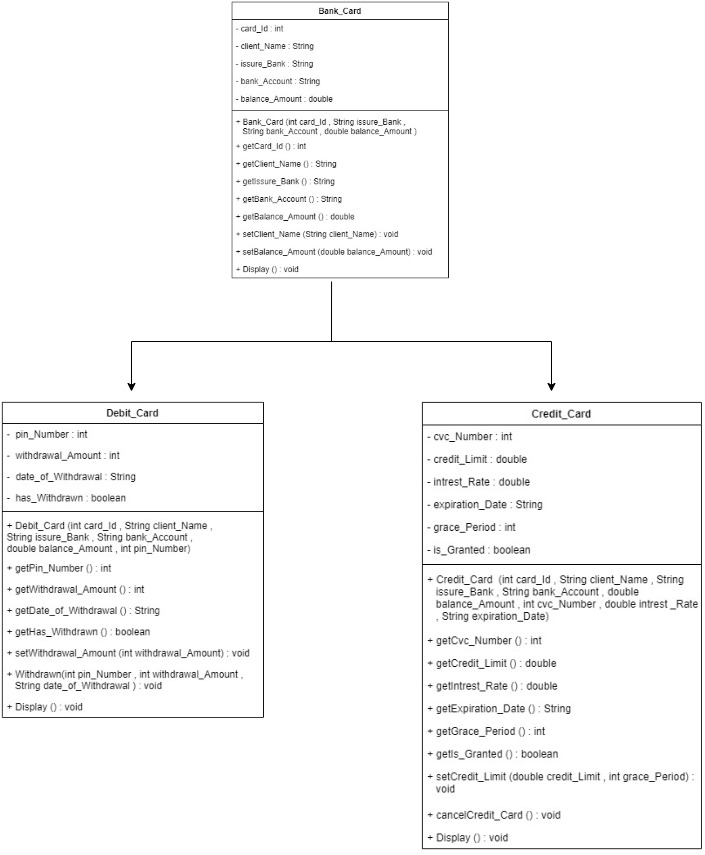 Bank_Card
- card_Id : int
- client_Name : String
- issure_Bank : String
- bank_Account : String
- balance_Amount : double
+ Bank_Card (int card_Id , String issure_Bank ,
String bank_Account , double balance_Amount )
+ getCard_Id () : int
+ getClient_Name () : String
+ getIssure_Bank () : String
+ getBank_Account () : String
+ getBalance_Amount () : double
+ setClient_Name (String client_Name) : void
+ setBalance_Amount (double balance_Amount) : void
+ Display () : void
Debit_Card
- pin_Number : int
- withdrawal_Amount : int
- date_of_Withdrawal : String
- has_Withdrawn : boolean
+ Debit_Card (int card_Id , String client_Name ,
String issure_Bank , String bank_Account ,
double balance_Amount , int pin_Number)
+ getPin_Number () : int
+ getWithdrawal_Amount () : int
+ getDate_of_Withdrawal () : String
+ getHas_Withdrawn () : boolean
+ setWithdrawal_Amount (int withdrawal_Amount) : void
+ Withdrawn(int pin_Number , int withdrawal_Amount ,
String date_of_Withdrawal ) : void
+ Display () : void
Credit_Card
- cvc_Number : int
- credit_Limit : double
- intrest_Rate : double
- expiration_Date : String
- grace_Period : int
- is_Granted : boolean
+ Credit_Card (int card_Id , String client_Name , String
issure_Bank , String bank_Account , double
balance_Amount , int cvc_Number , double intrest _Rate
, String expiration_Date)
+ getCvc_Number () : int
+ getCredit_Limit () : double
+ getIntrest_Rate () : double
+ getExpiration_Date () : String
+ getGrace_Period () : int
+ getIs_Granted () : boolean
+ setCredit_Limit (double credit_Limit , int grace_Period) :
void
+ cancelCredit_Card () : void
+ Display () : void